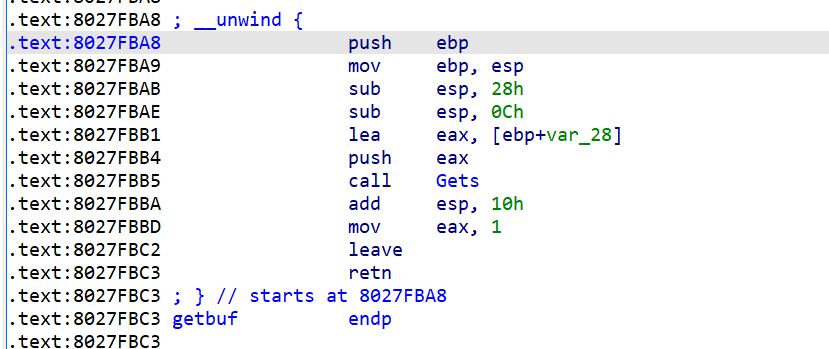 .text:8027FBA8 ; __unwind {
.text:8027FBA8 push ebp
.text:8027FBA9 mov ebp, esp
.text:8027FBAB sub esp, 28h
.text:8027FBAE sub esp, 0Ch
.text:8027FBB1 lea eax, [ebp+var_28]
.text:8027FBB4 push eax
.text:8027FBB5 call Gets
.text:8027FBBA add esp, 10h
.text:8027FBBD mov eax, 1
.text:8027FBC2 leave
.text:8027FBC3 retn
.text:8027FBC3 ; } // starts at 8027FBA8
.text:8027FBC3 getbuf endp
.text:8027FBC3